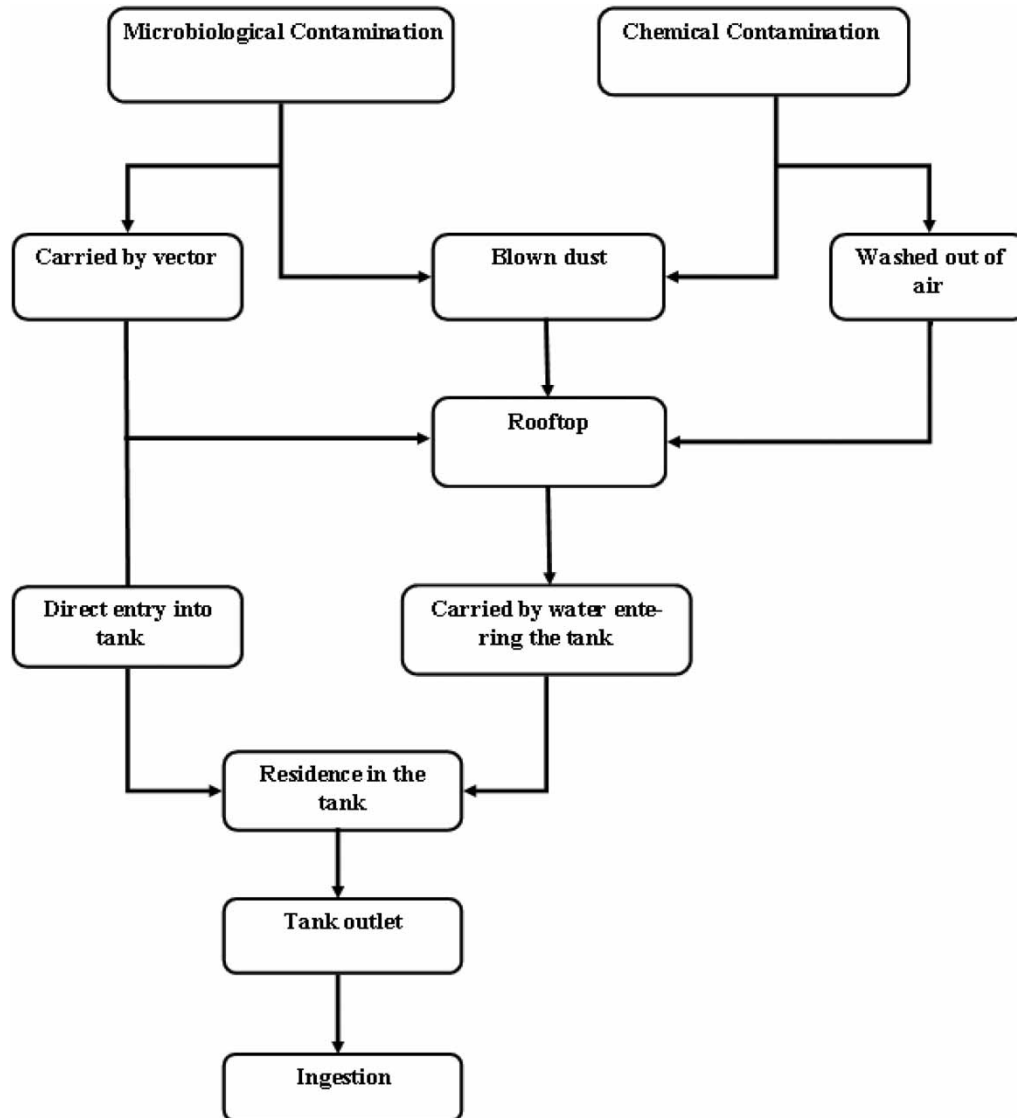 Microbiological Contamination
Chemical Contamination
Carried by vector
Blown dust
Washed out of
air
Rooftop
Direct entry into
tank
Carried by water ente-
ring the tank
Residence in the
tank
Tank outlet
Ingestion